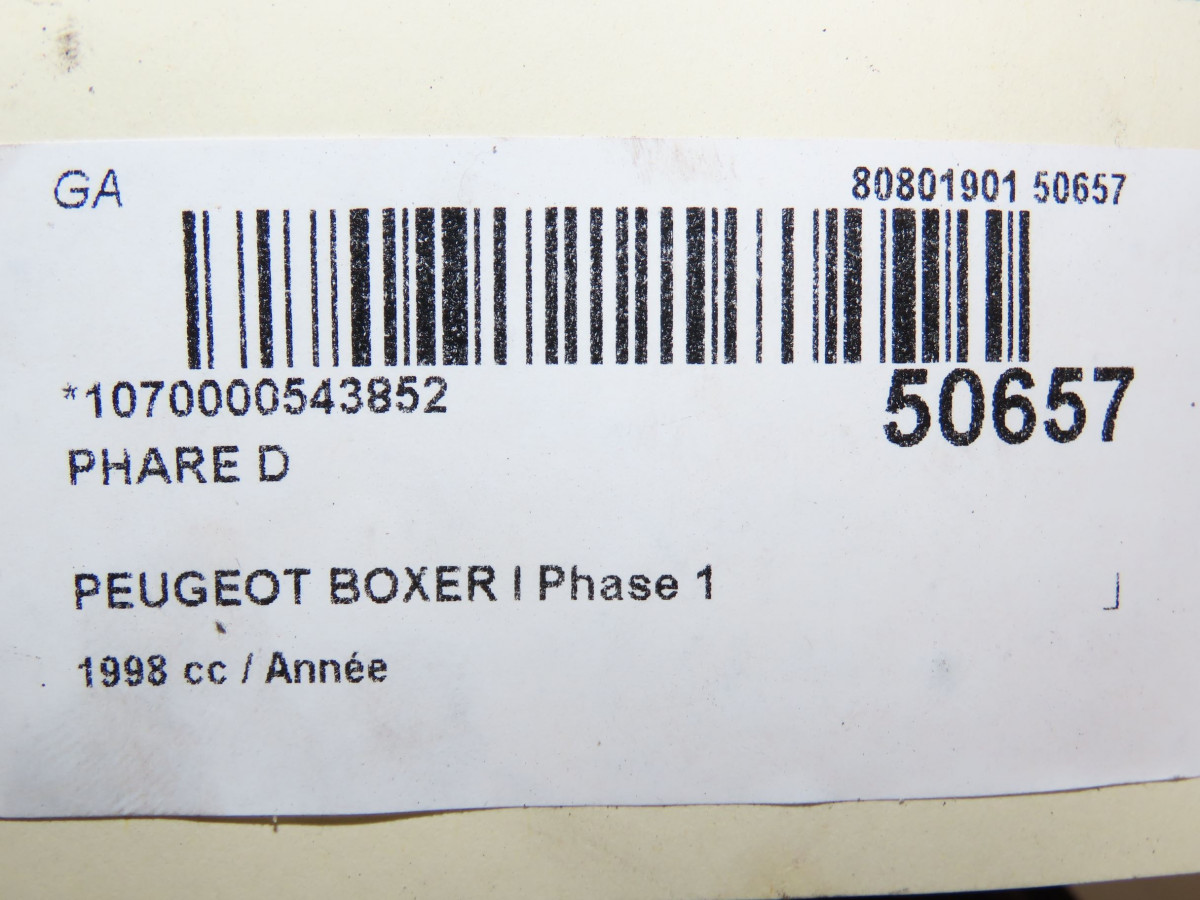 GA
80801901 50657
*1070000543852
50657
PHARE D
PEUGEOT BOXER I Phase 1
1998 cc / Année